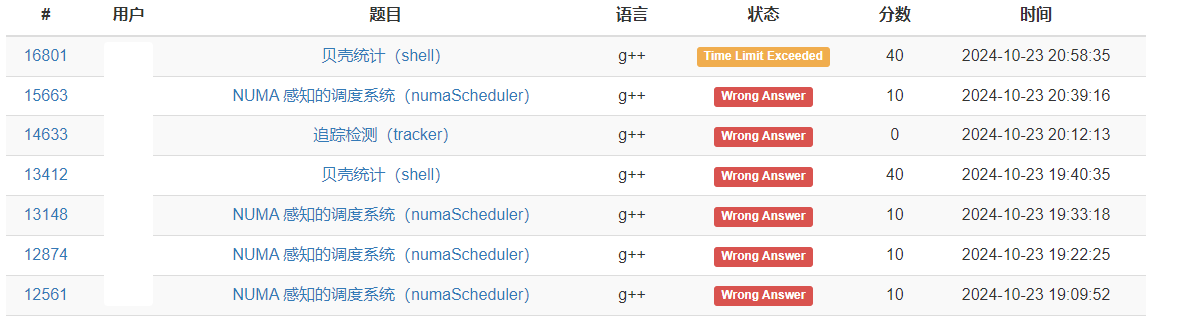 # 用户 题目 语言 状态 分数 时间
16801 贝壳统计（shell） g++ Time Limit Exceeded 40 2024-10-23 20:58:35
15663 NUMA 感知的调度系统（numaScheduler） g++ Wrong Answer 10 2024-10-23 20:39:16
14633 追踪检测（tracker） g++ Wrong Answer 0 2024-10-23 20:12:13
13412 贝壳统计（shell） g++ Wrong Answer 40 2024-10-23 19:40:35
13148 NUMA 感知的调度系统（numaScheduler） g++ Wrong Answer 10 2024-10-23 19:33:18
12874 NUMA 感知的调度系统（numaScheduler） g++ Wrong Answer 10 2024-10-23 19:22:25
12561 NUMA 感知的调度系统（numaScheduler） g++ Wrong Answer 10 2024-10-23 19:09:52